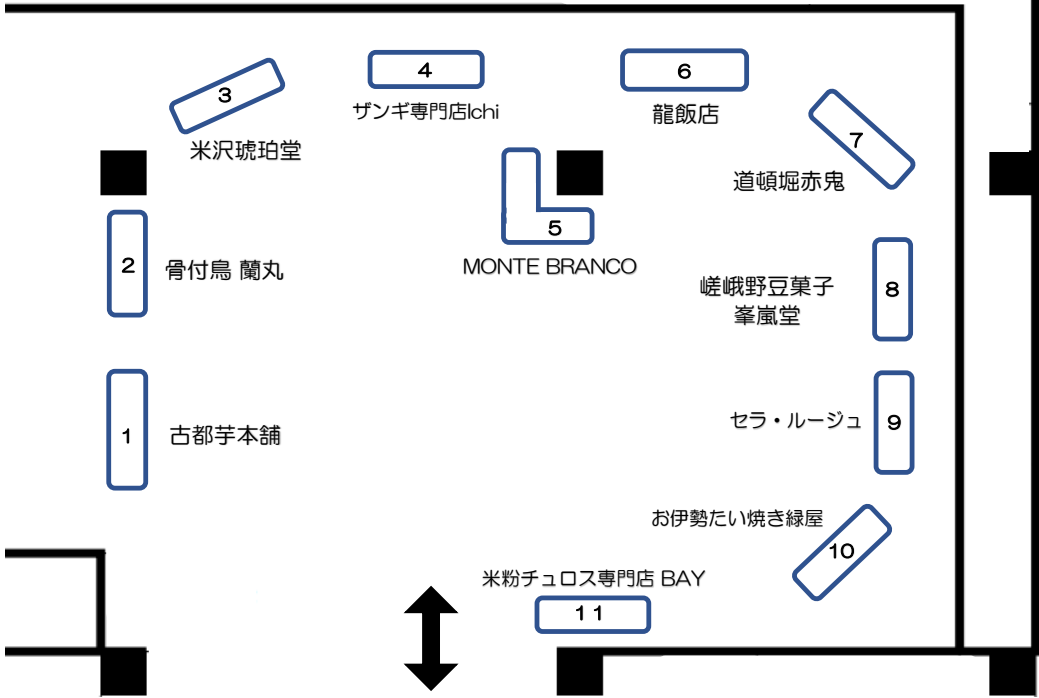 3
米沢琥珀堂
4
ザンギ専門店Ichi
6
龍飯店
7
道頓堀赤鬼
5
MONTE BRANCO
2
骨付鳥 蘭丸
8
嵯峨野豆菓子
峯嵐堂
1
古都芋本舗
9
セラ・ルージュ
10
お伊勢たい焼き緑屋
11
米粉チュロス専門店 BAY